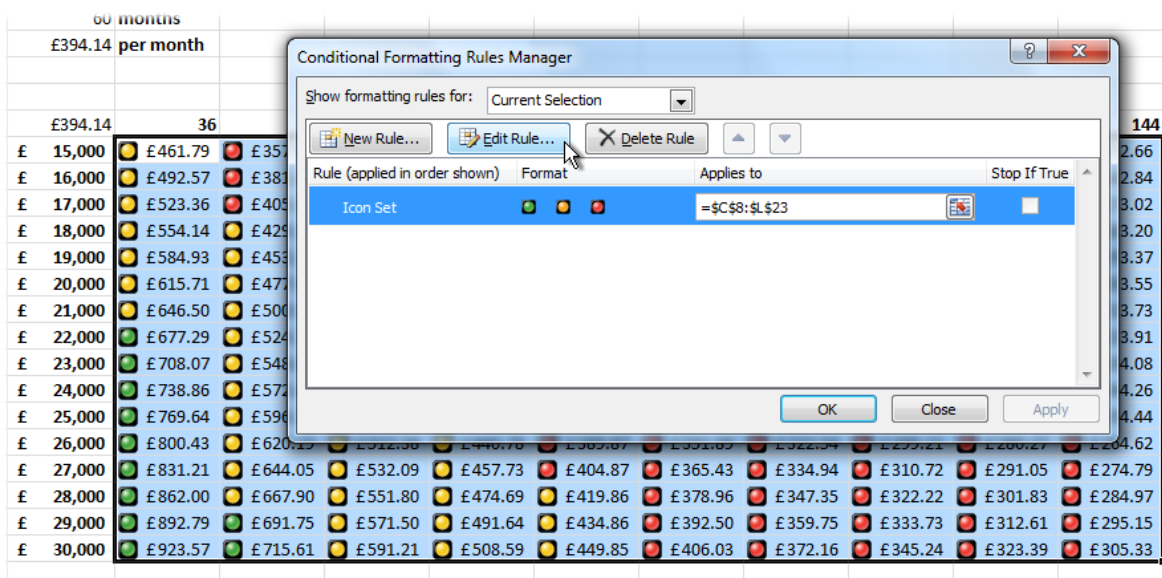 60 months
£394.14 per month
Conditional Formatting Rules Manager
Show formatting rules for: Current Selection
New Rule... Edit Rule... Delete Rule
Rule (applied in order shown) Format Applies to Stop If True
Icon Set =$C$8:$L$23
OK Close Apply
£394.14 36 144
£ 15,000 £461.79 £357 2.66
£ 16,000 £492.57 £381 2.84
£ 17,000 £523.36 £405 3.02
£ 18,000 £554.14 £429 3.20
£ 19,000 £584.93 £453 3.37
£ 20,000 £615.71 £477 3.55
£ 21,000 £646.50 £500 3.73
£ 22,000 £677.29 £524 3.91
£ 23,000 £708.07 £548 4.08
£ 24,000 £738.86 £572 4.26
£ 25,000 £769.64 £596 4.44
£ 26,000 £800.43
£ 27,000 £831.21 £644.05 £532.09 £457.73 £404.87 £365.43 £334.94 £310.72 £291.05 £274.79
£ 28,000 £862.00 £667.90 £551.80 £474.69 £419.86 £378.96 £347.35 £322.22 £301.83 £284.97
£ 29,000 £892.79 £691.75 £571.50 £491.64 £434.86 £392.50 £359.75 £333.73 £312.61 £295.15
£ 30,000 £923.57 £715.61 £591.21 £508.59 £449.85 £406.03 £372.16 £345.24 £323.39 £305.33